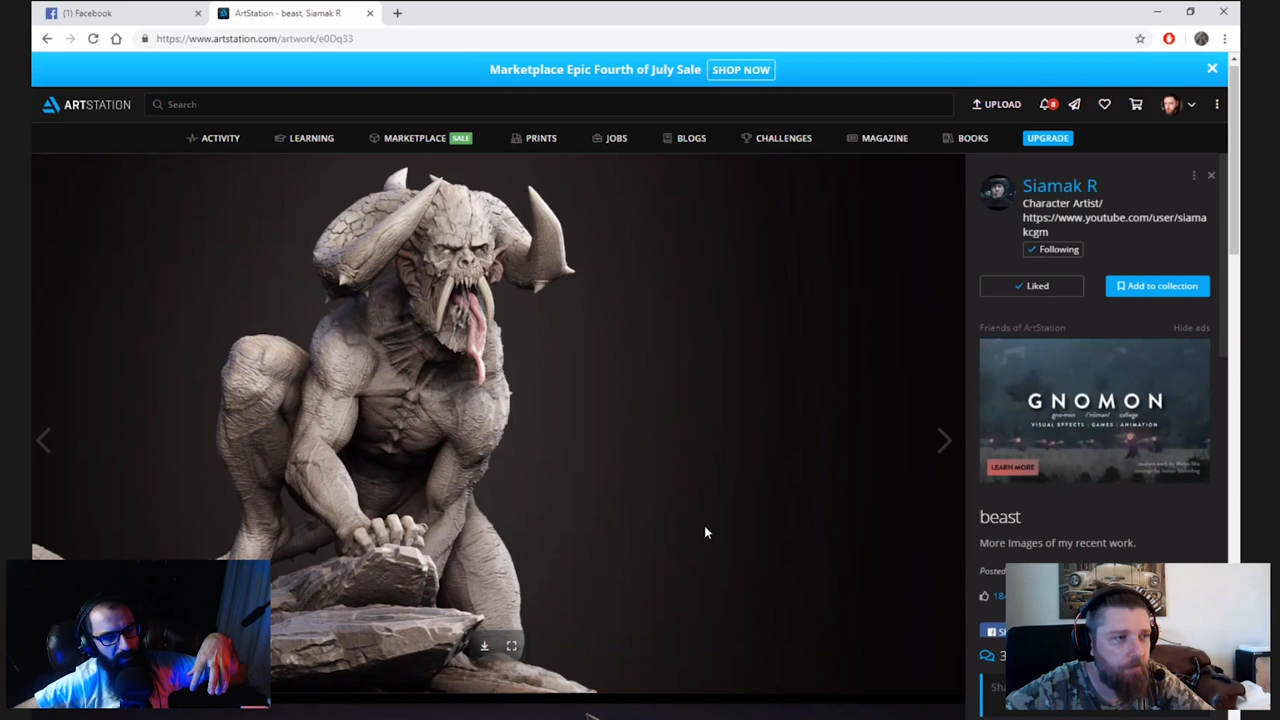 (1) Facebook
ArtStation - beast, Siamak R
https://www.artstation.com/artwork/e0Dq33
Marketplace Epic Fourth of July Sale SHOP NOW
ARTSTATION
Search
UPLOAD
8
ACTIVITY
LEARNING
MARKETPLACE SALE
PRINTS
JOBS
BLOGS
CHALLENGES
MAGAZINE
BOOKS
UPGRADE
Siamak R
Character Artist/
https://www.youtube.com/user/siama
kcgm
Following
Liked
Add to collection
Friends of ArtStation
Hide ads
GNOMON
VISUAL EFFECTS | GAMES | ANIMATION
LEARN MORE
beast
More Images of my recent work.
Posted
184